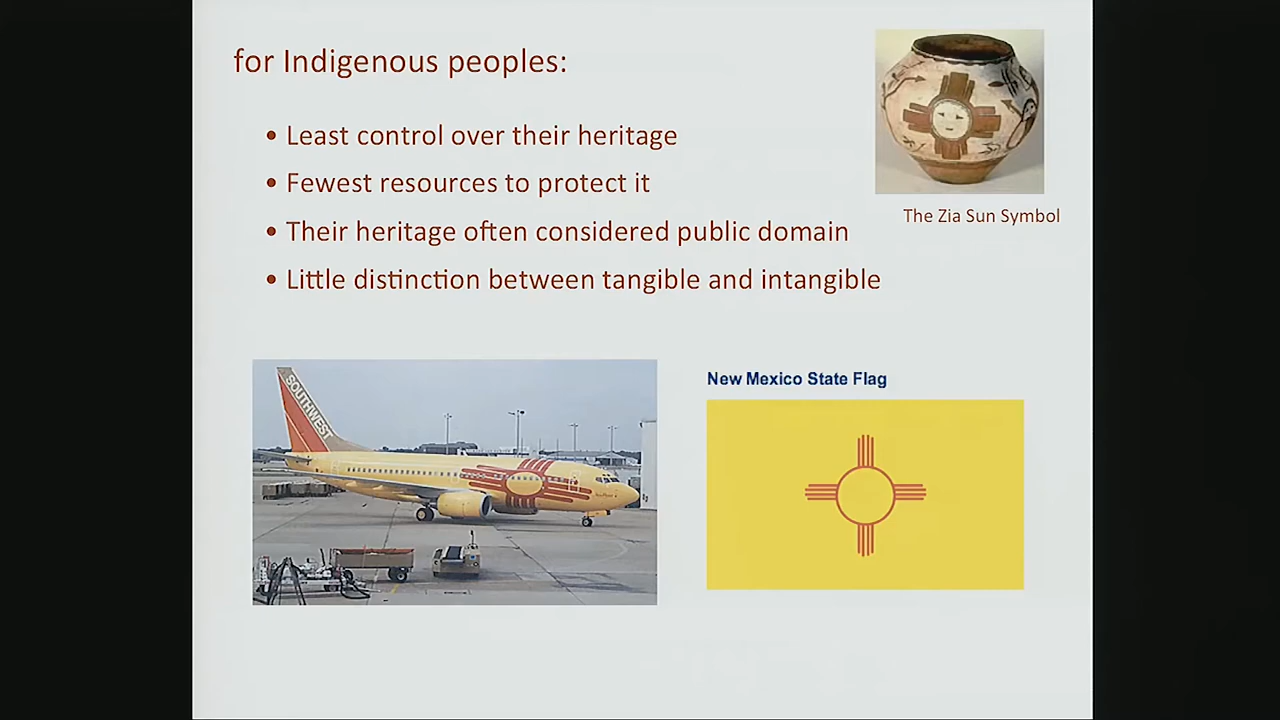 for Indigenous peoples:
• Least control over their heritage
• Fewest resources to protect it
• Their heritage often considered public domain
• Little distinction between tangible and intangible
The Zia Sun Symbol
SOUTHWEST
New Mexico State Flag